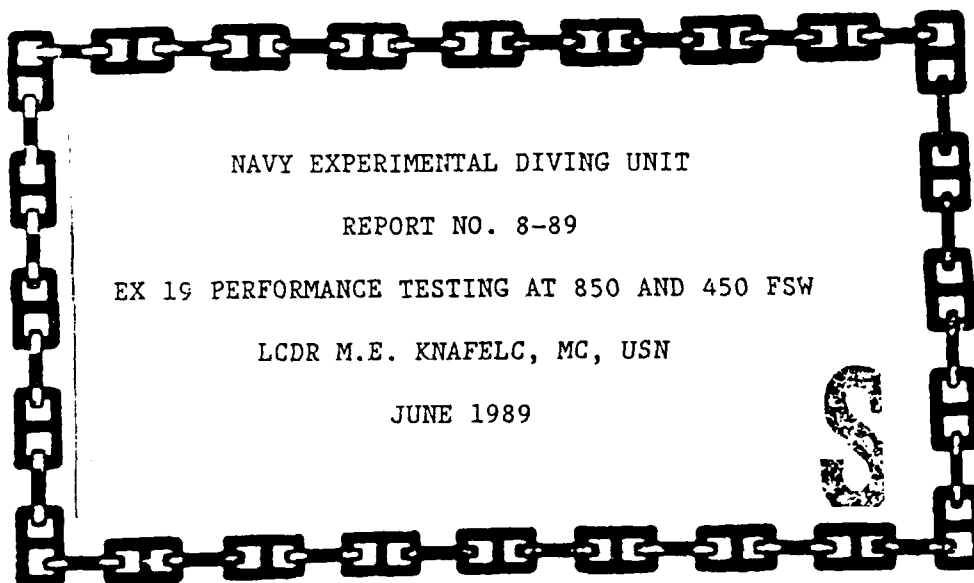 NAVY EXPERIMENTAL DIVING UNIT
REPORT NO. 8-89
EX 19 PERFORMANCE TESTING AT 850 AND 450 FSW
LCDR M.E. KNAFELC, MC, USN
JUNE 1989
S